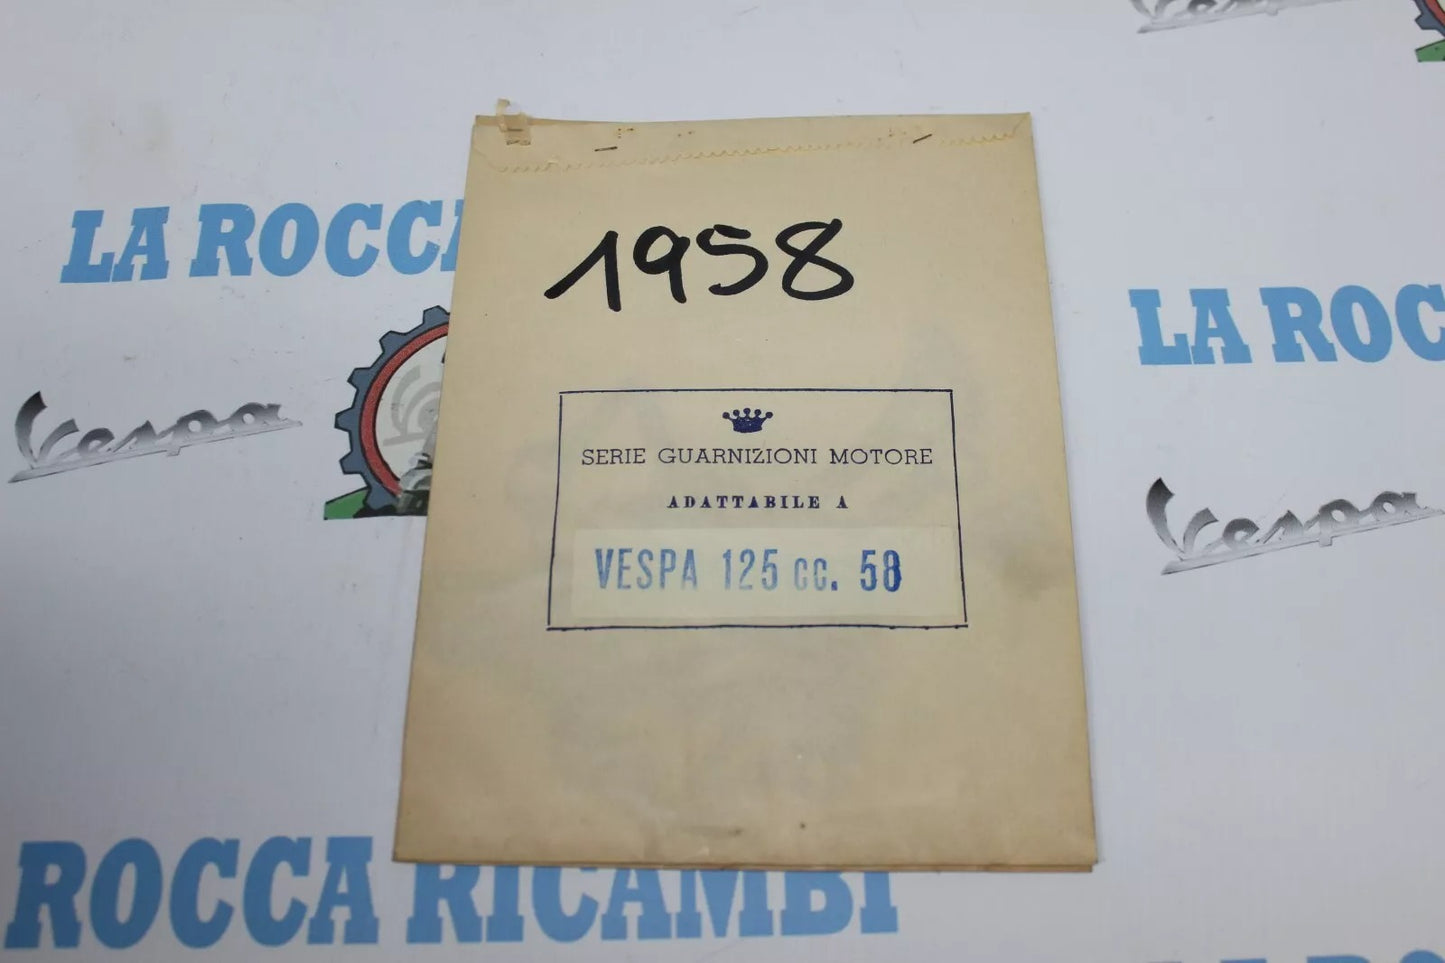 LA ROCCA
Vespa
1958
SERIE GUARNIZIONI MOTORE
ADATTABILE A
VESPA 125 cc. 58
LA ROC
Vespa
ROCCA RICAMBI